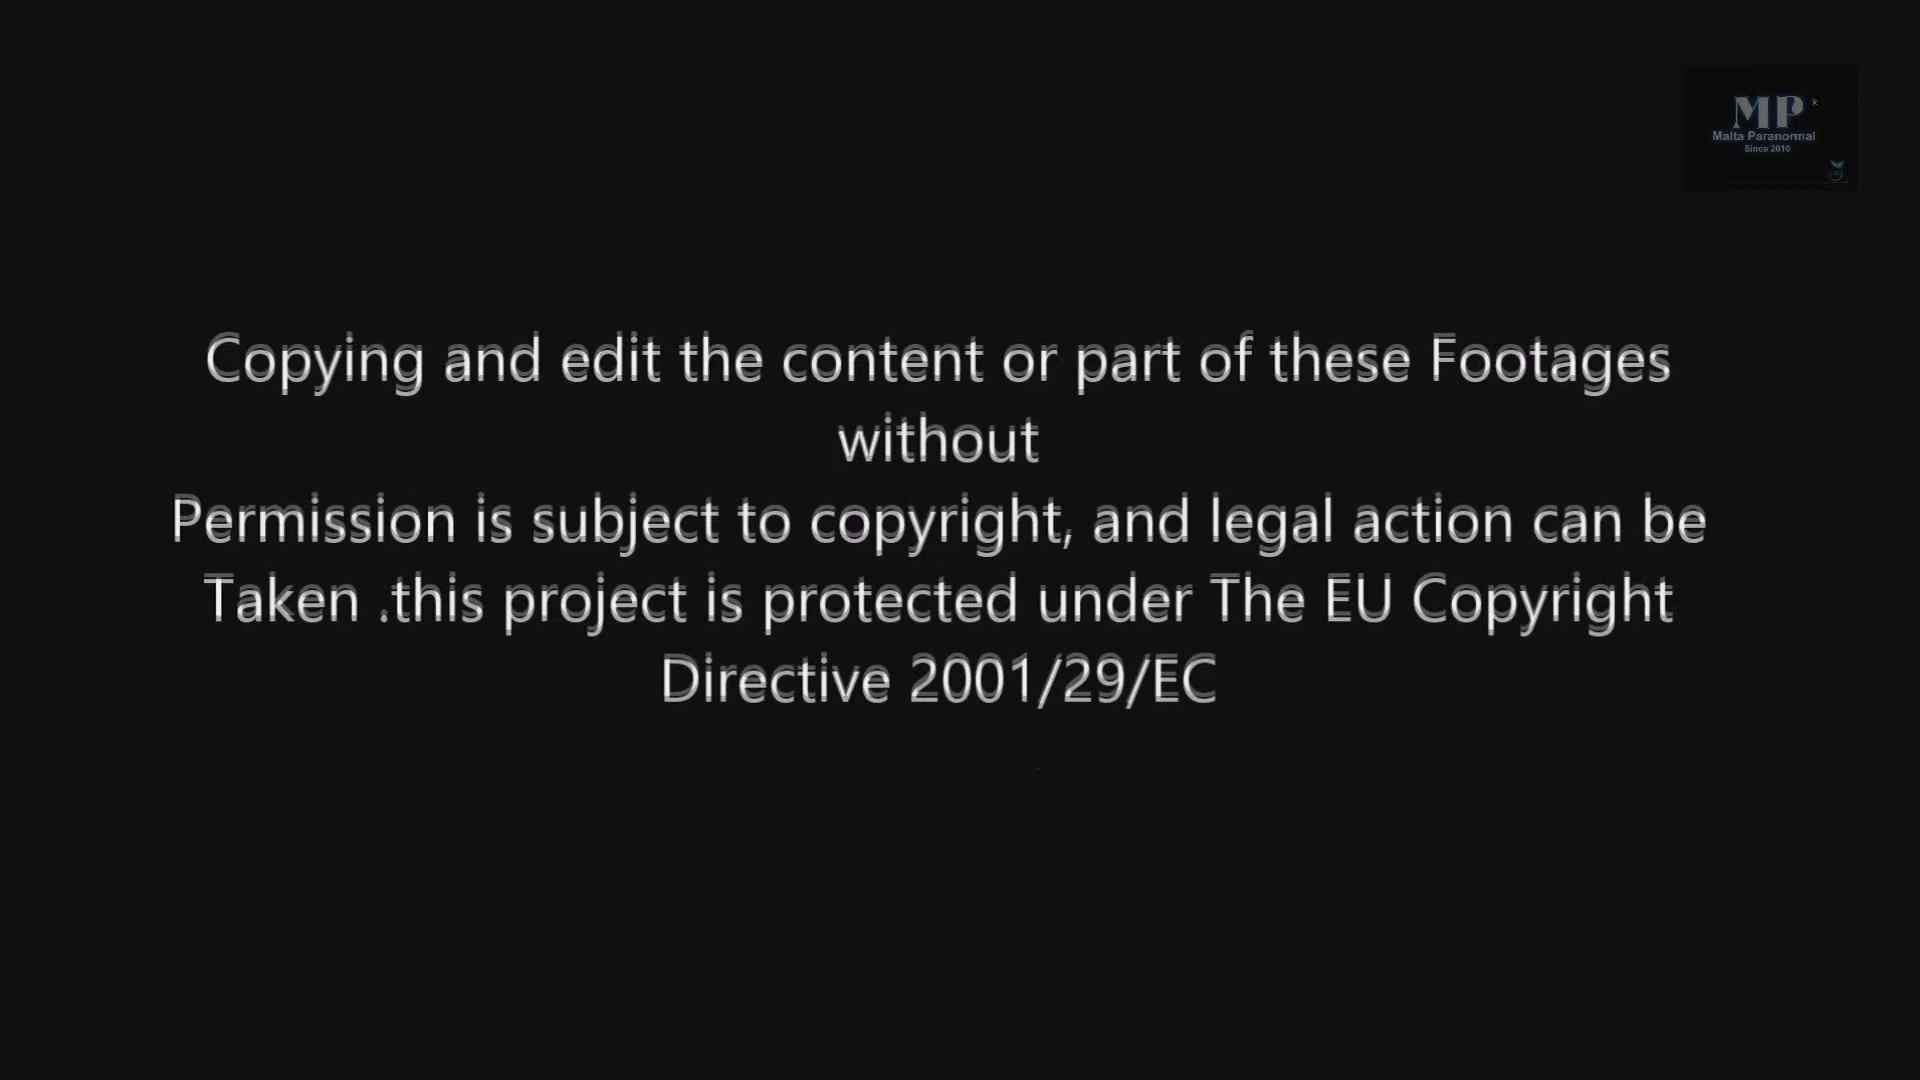 MP ®
Malta Paranormal
Since 2010
Copying and edit the content or part of these Footages
without
Permission is subject to copyright, and legal action can be
Taken .this project is protected under The EU Copyright
Directive 2001/29/EC